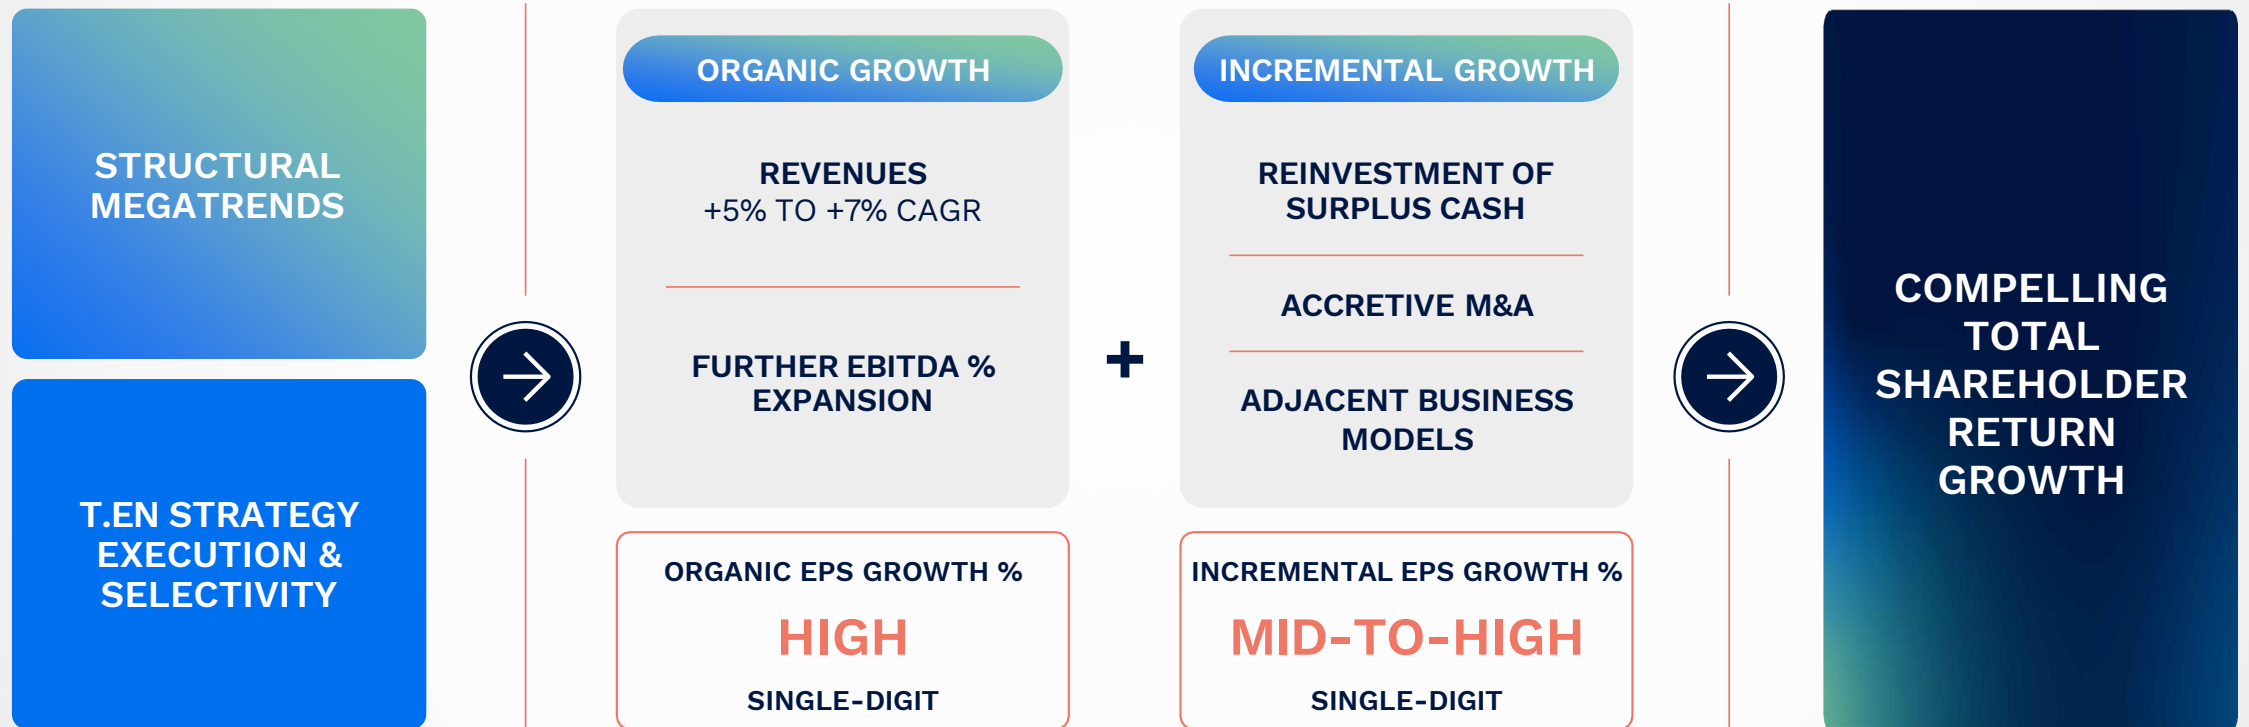 STRUCTURAL
MEGATRENDS
T.EN STRATEGY
EXECUTION &
SELECTIVITY
ORGANIC GROWTH
REVENUES
+5% TO +7% CAGR
FURTHER EBITDA %
EXPANSION
ORGANIC EPS GROWTH %
HIGH
SINGLE-DIGIT
+
INCREMENTAL GROWTH
REINVESTMENT OF
SURPLUS CASH
ACCRETIVE M&A
ADJACENT BUSINESS
MODELS
INCREMENTAL EPS GROWTH %
MID-TO-HIGH
SINGLE-DIGIT
COMPELLING
TOTAL
SHAREHOLDER
RETURN
GROWTH